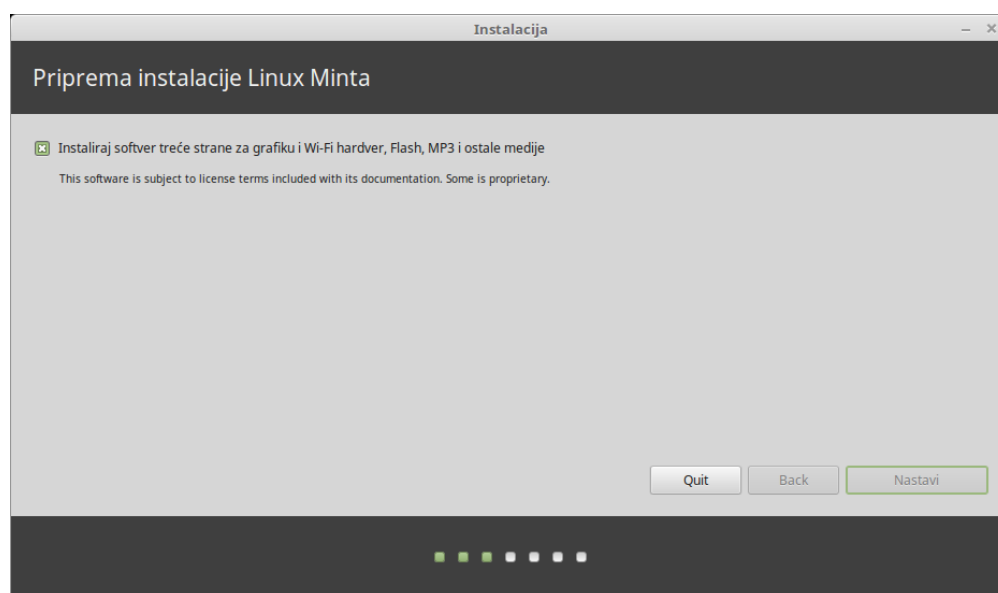 Instalacija
Priprema instalacije Linux Minta
Instaliraj softver treće strane za grafiku i Wi-Fi hardver, Flash, MP3 i ostale medije
This software is subject to license terms included with its documentation. Some is proprietary.
Quit Back Nastavi